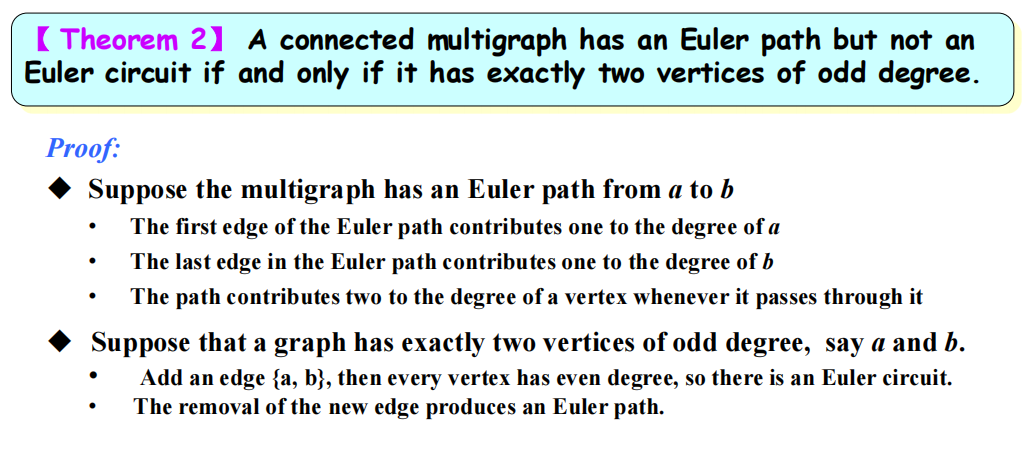 【 Theorem 2】 A connected multigraph has an Euler path but not an
Euler circuit if and only if it has exactly two vertices of odd degree.
Proof:
◆ Suppose the multigraph has an Euler path from a to b
• The first edge of the Euler path contributes one to the degree of a
• The last edge in the Euler path contributes one to the degree of b
• The path contributes two to the degree of a vertex whenever it passes through it
◆ Suppose that a graph has exactly two vertices of odd degree, say a and b.
• Add an edge {a, b}, then every vertex has even degree, so there is an Euler circuit.
• The removal of the new edge produces an Euler path.